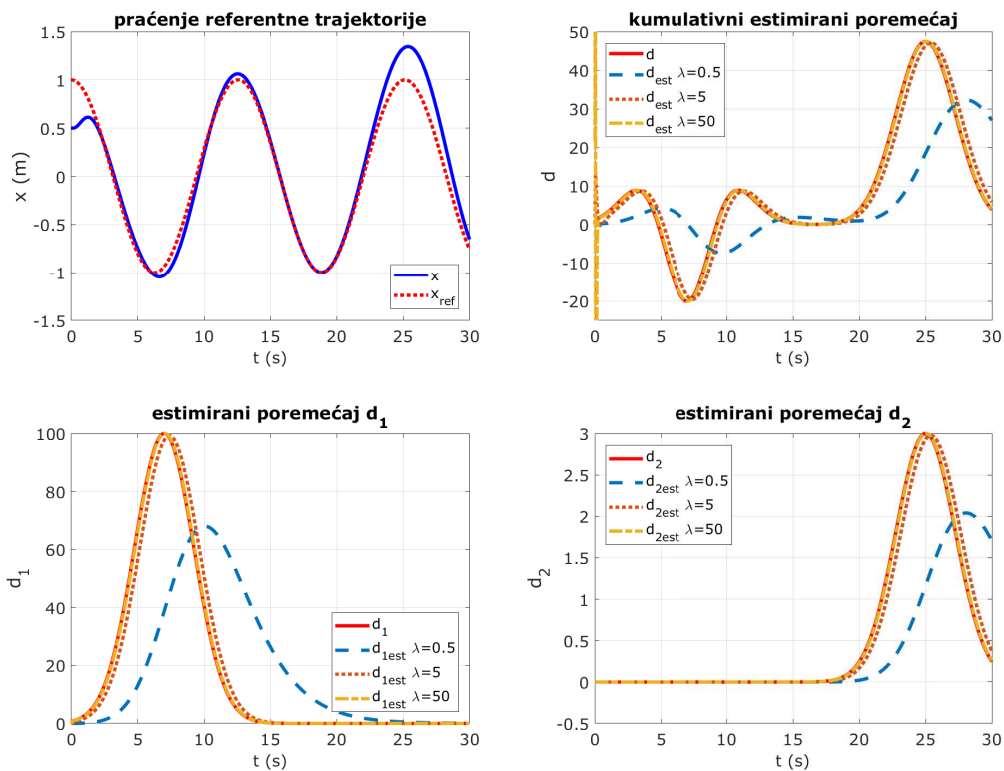 praćenje referentne trajektorije
1.5
1
0.5
0
-0.5
-1
-1.5
x (m)
0 5 10 15 20 25 30
t (s)
x
x_ref
kumulativni estimirani poremećaj
50
40
30
20
10
0
-10
-20
d
0 5 10 15 20 25 30
t (s)
d
d_est λ=0.5
d_est λ=5
d_est λ=50
estimirani poremećaj d_1
100
80
60
40
20
0
d_1
0 5 10 15 20 25 30
t (s)
d_1
d_1est λ=0.5
d_1est λ=5
d_1est λ=50
estimirani poremećaj d_2
3
2.5
2
1.5
1
0.5
0
-0.5
d_2
0 5 10 15 20 25 30
t (s)
d_2
d_2est λ=0.5
d_2est λ=5
d_2est λ=50